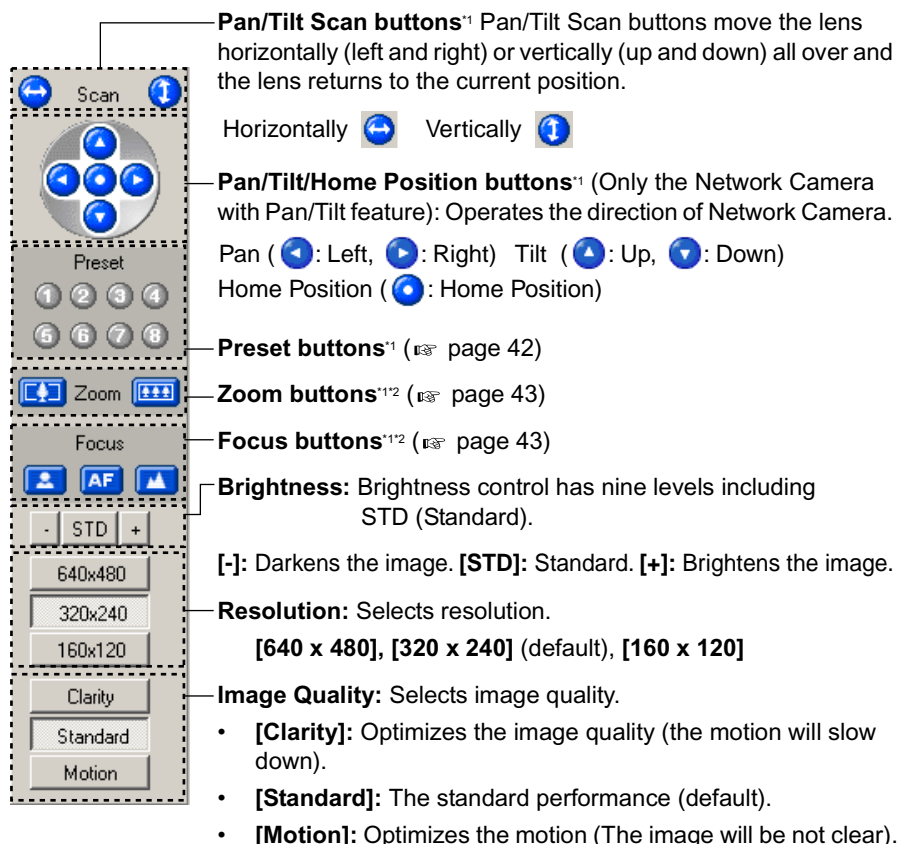 Pan/Tilt Scan buttons*1 Pan/Tilt Scan buttons move the lens
horizontally (left and right) or vertically (up and down) all over and
the lens returns to the current position.
Scan
Horizontally Vertically
Pan/Tilt/Home Position buttons*1 (Only the Network Camera
with Pan/Tilt feature): Operates the direction of Network Camera.
Pan ( : Left, : Right) Tilt ( : Up, : Down)
Home Position ( : Home Position)
Preset
1 2 3 4
5 6 7 8
Preset buttons*1 (☞ page 42)
Zoom
Zoom buttons*1*2 (☞ page 43)
Focus
AF
Focus buttons*1*2 (☞ page 43)
Brightness: Brightness control has nine levels including
STD (Standard).
- STD +
[-]: Darkens the image. [STD]: Standard. [+]: Brightens the image.
640x480
320x240
160x120
Resolution: Selects resolution.
[640 x 480], [320 x 240] (default), [160 x 120]
Clarity
Standard
Motion
Image Quality: Selects image quality.
• [Clarity]: Optimizes the image quality (the motion will slow
down).
• [Standard]: The standard performance (default).
• [Motion]: Optimizes the motion (The image will be not clear).